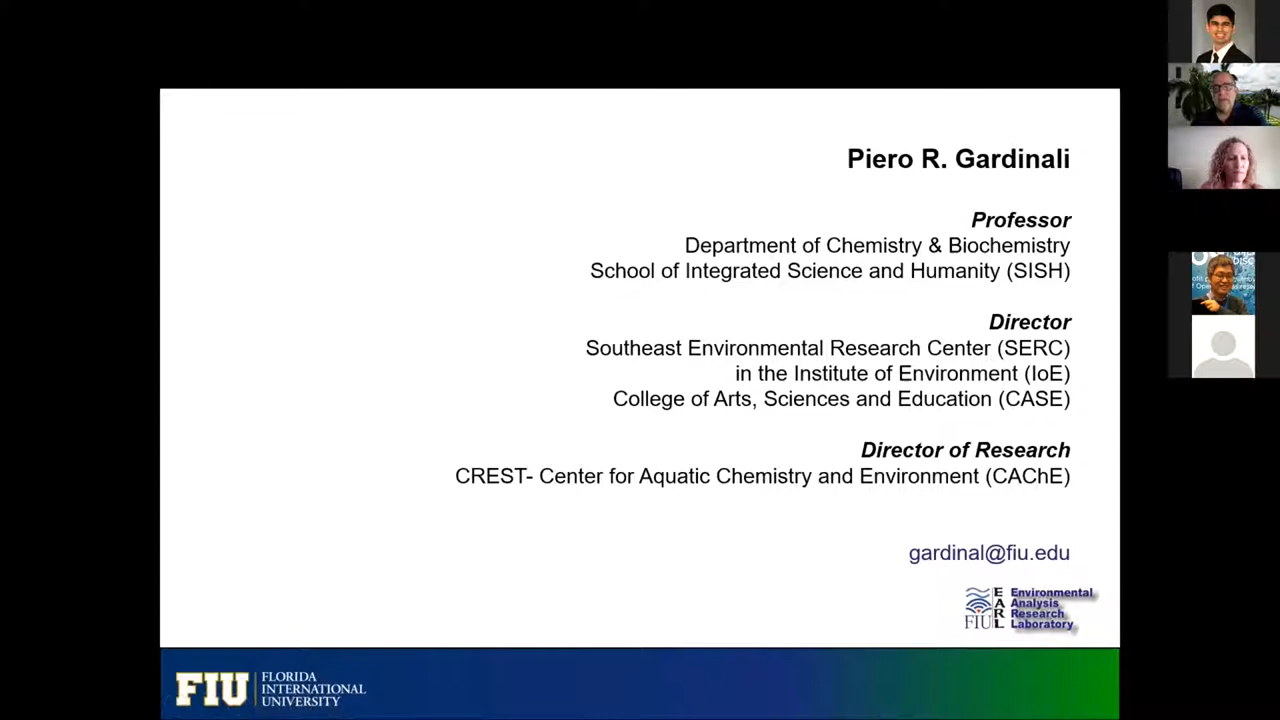 Piero R. Gardinali
Professor
Department of Chemistry & Biochemistry
School of Integrated Science and Humanity (SISH)
Director
Southeast Environmental Research Center (SERC)
in the Institute of Environment (IoE)
College of Arts, Sciences and Education (CASE)
Director of Research
CREST- Center for Aquatic Chemistry and Environment (CAChE)
gardinal@fiu.edu
FIU
EARL
Environmental
Analysis
Research
Laboratory
FIU
FLORIDA
INTERNATIONAL
UNIVERSITY